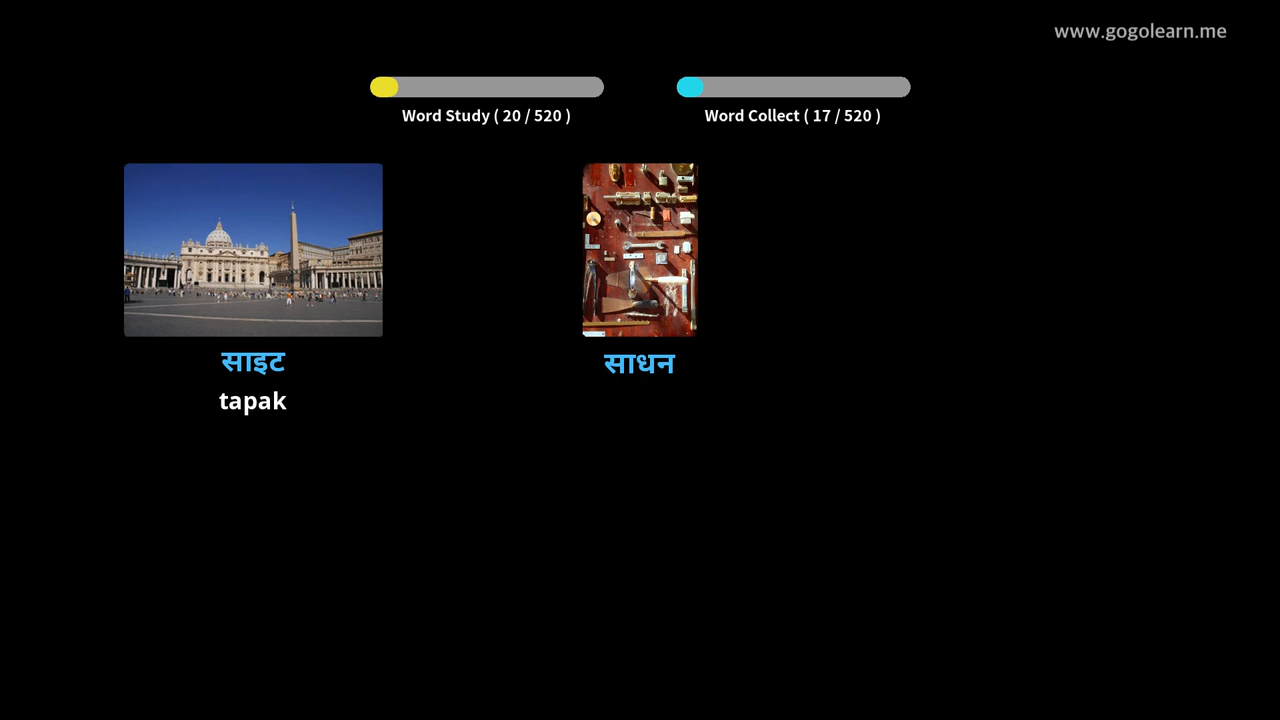 www.gogolearn.me
Word Study ( 20 / 520 )
Word Collect ( 17 / 520 )
साइट
tapak
साधन